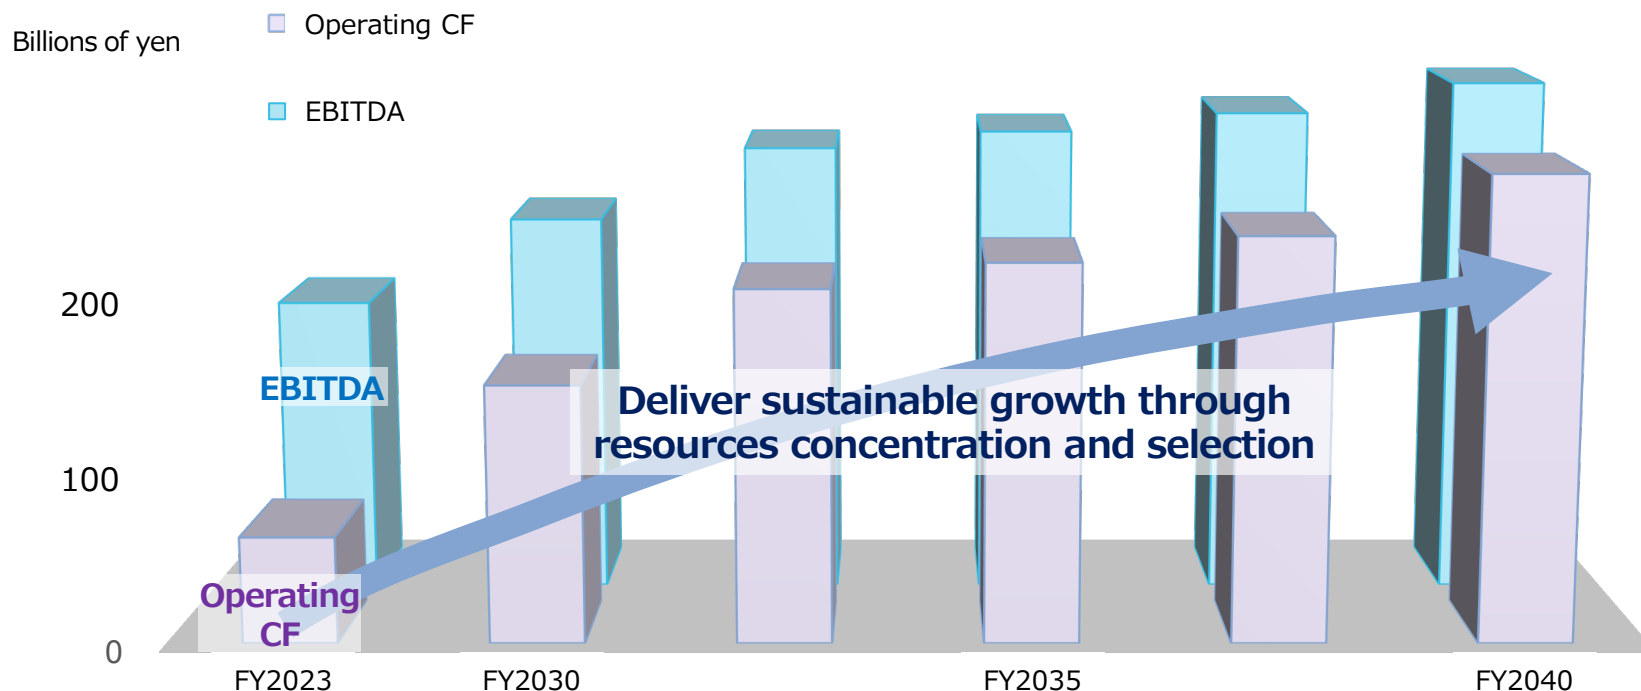 Billions of yen
Operating CF
EBITDA
200
100
0
EBITDA
Operating
CF
Deliver sustainable growth through
resources concentration and selection
FY2023
FY2030
FY2035
FY2040